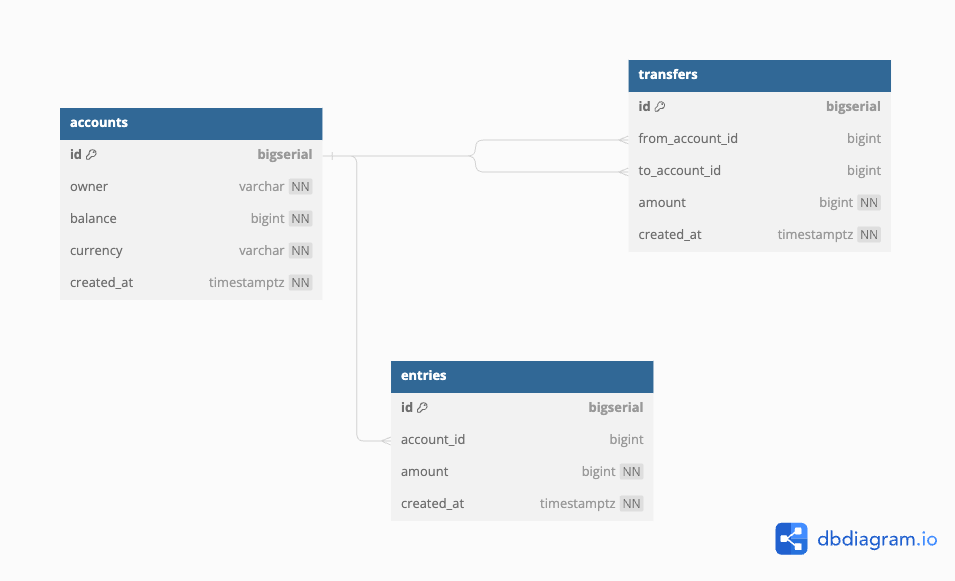 accounts
id bigserial
owner varchar NN
balance bigint NN
currency varchar NN
created_at timestamptz NN
transfers
id bigserial
from_account_id bigint
to_account_id bigint
amount bigint NN
created_at timestamptz NN
entries
id bigserial
account_id bigint
amount bigint NN
created_at timestamptz NN
dbdiagram.io